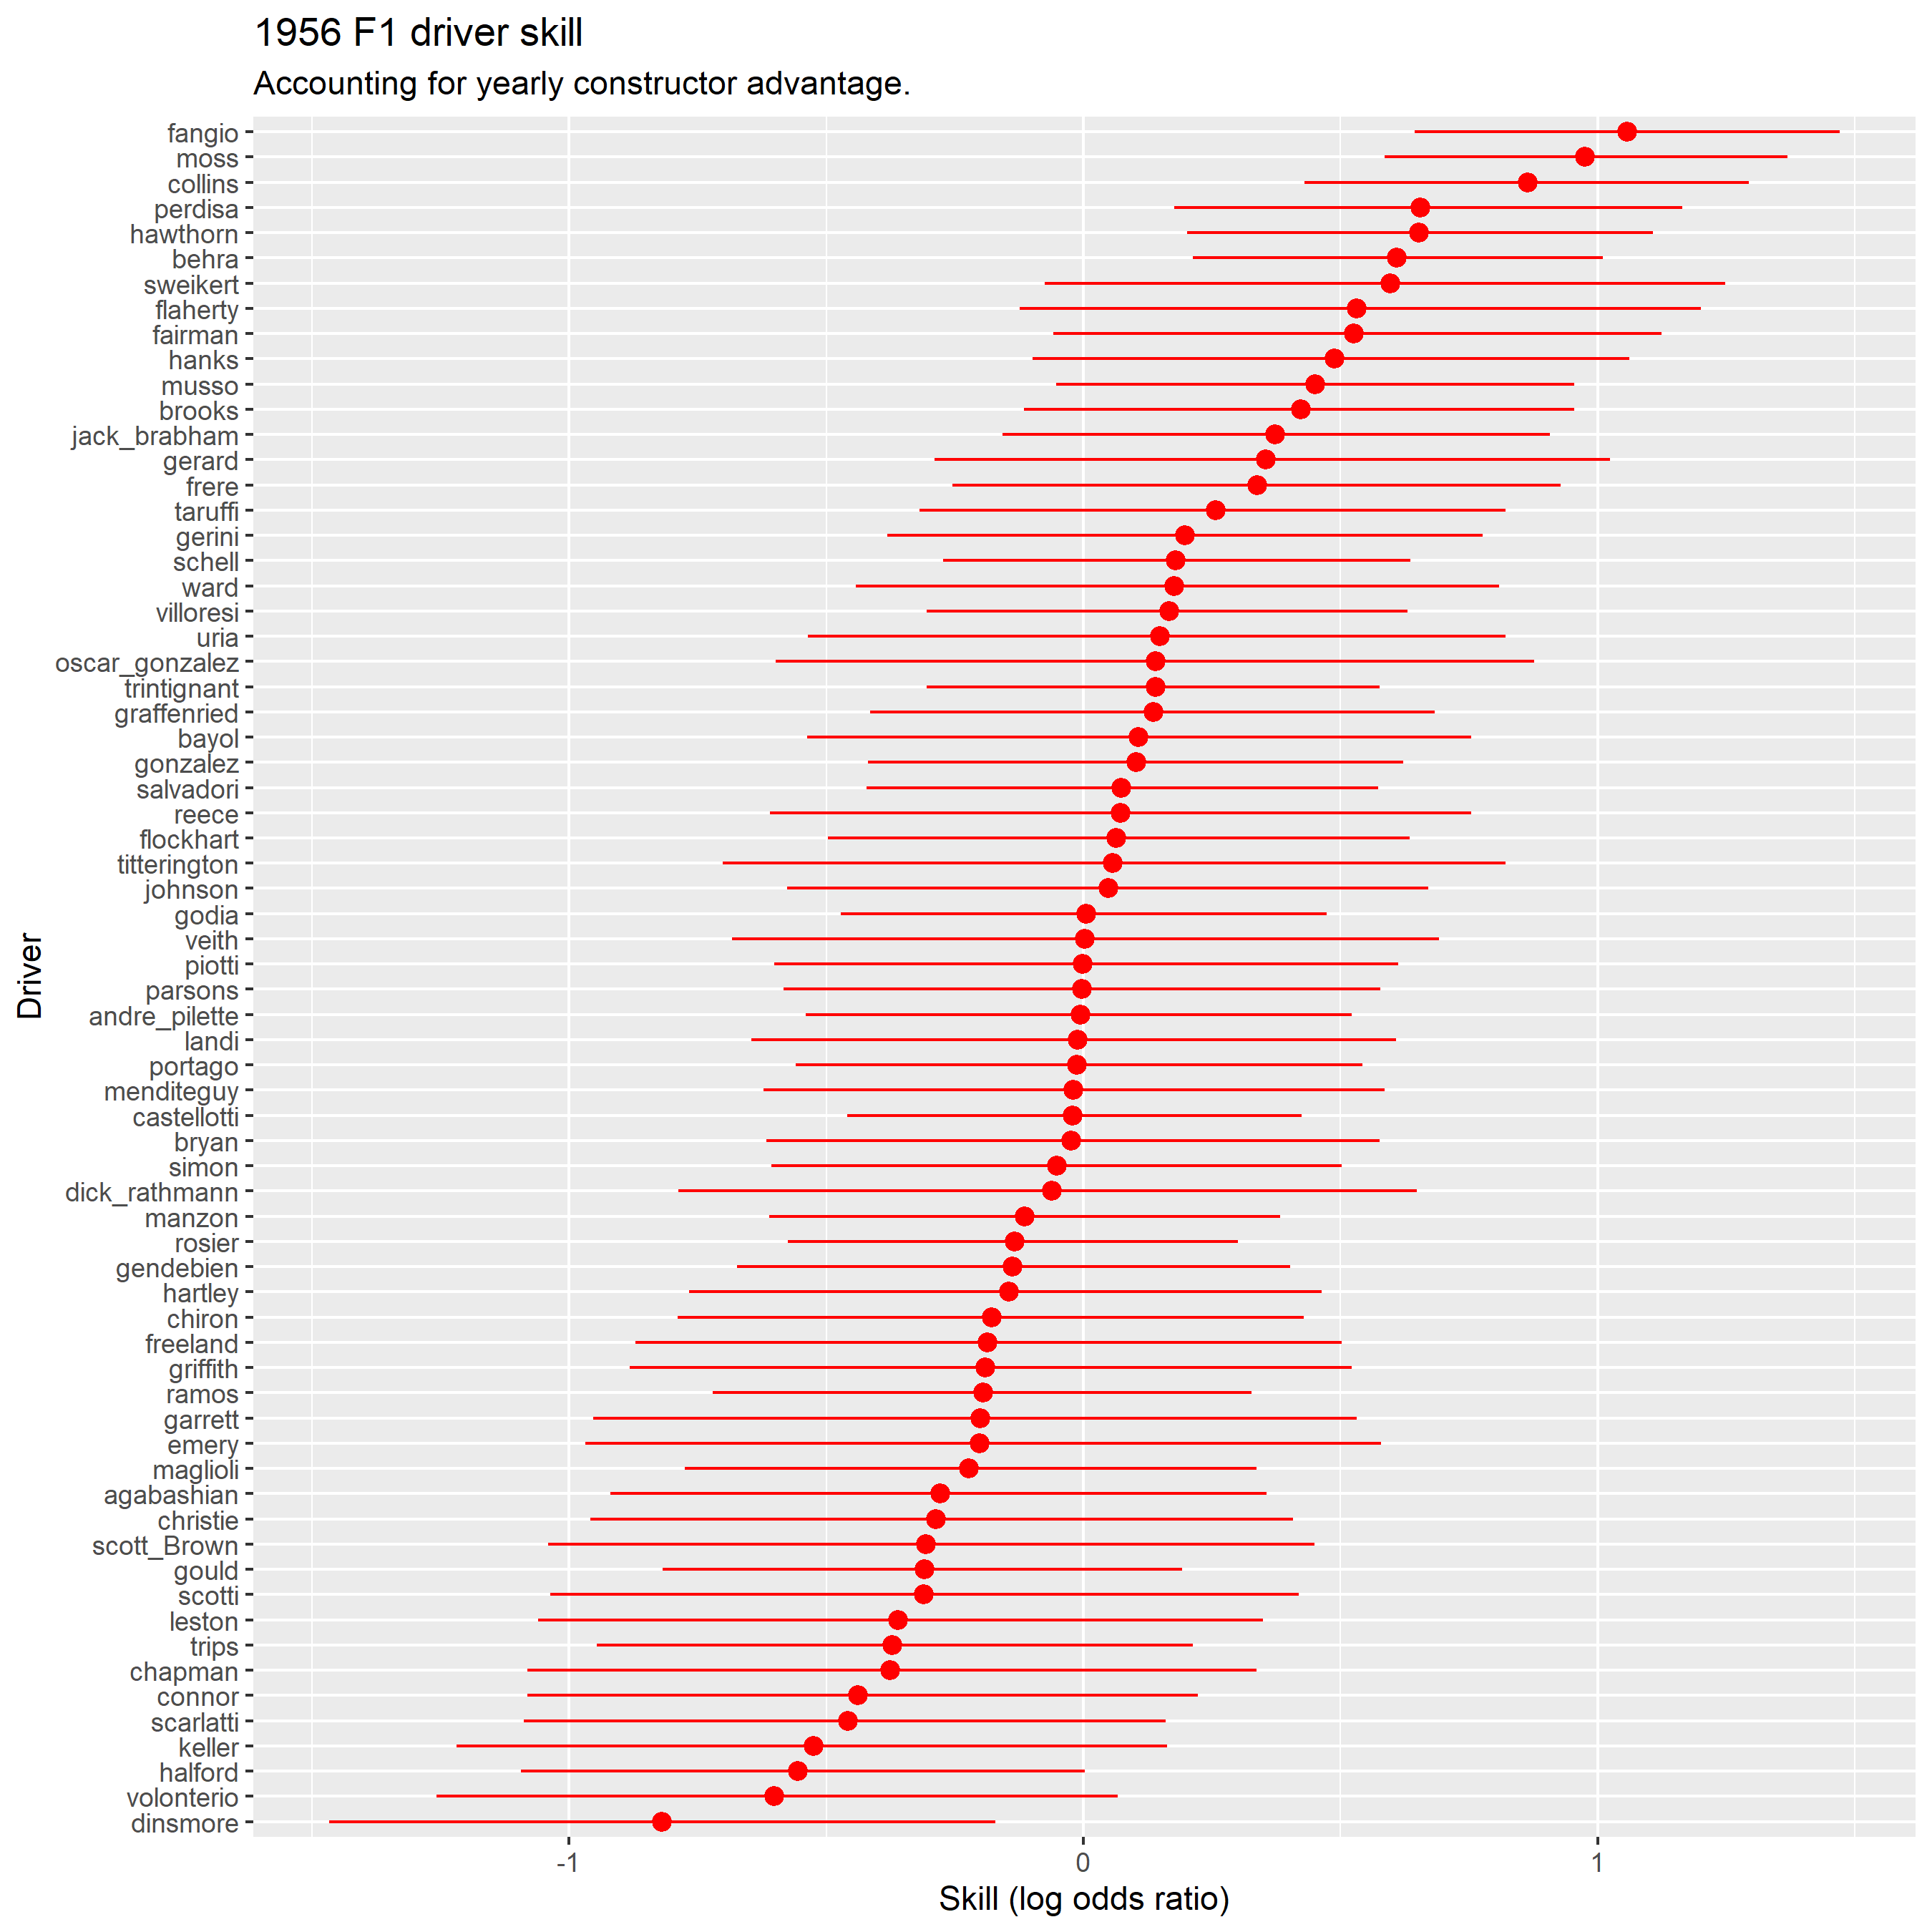 1956 F1 driver skill
Accounting for yearly constructor advantage.
fangio
moss
collins
perdisa
hawthorn
behra
sweikert
flaherty
fairman
hanks
musso
brooks
jack_brabham
gerard
frere
taruffi
gerini
schell
ward
villoresi
uria
oscar_gonzalez
trintignant
graffenried
bayol
gonzalez
salvadori
reece
flockhart
titterington
johnson
godia
veith
piotti
parsons
andre_pilette
landi
portago
menditeguy
castellotti
bryan
simon
dick_rathmann
manzon
rosier
gendebien
hartley
chiron
freeland
griffith
ramos
garrett
emery
maglioli
agabashian
christie
scott_Brown
gould
scotti
leston
trips
chapman
connor
scarlatti
keller
halford
volonterio
dinsmore
Driver
-1 0 1
Skill (log odds ratio)